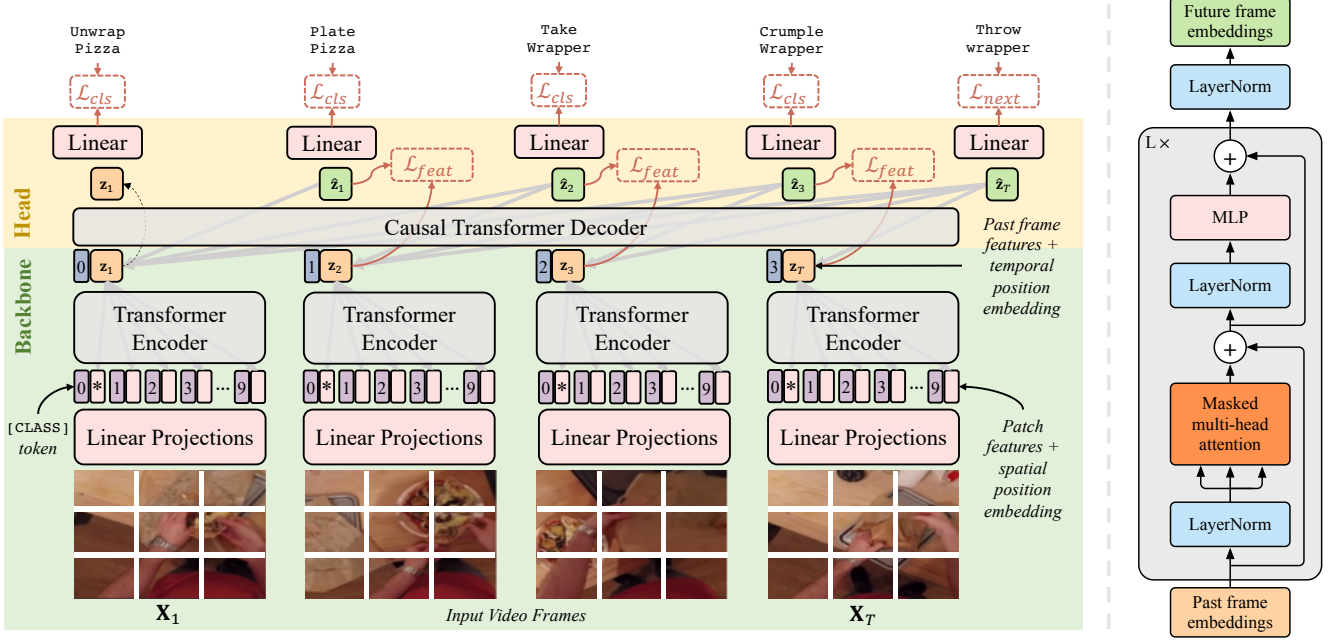 Unwrap
Pizza
Plate
Pizza
Take
Wrapper
Crumple
Wrapper
Throw
wrapper
ℒcls
ℒcls
ℒcls
ℒcls
ℒnext
Linear
Linear
Linear
Linear
Linear
ℒfeat
ℒfeat
ℒfeat
z₁
ẑ₁
ẑ₂
ẑ₃
ẑT
Head
Causal Transformer Decoder
Past frame
features +
temporal
position
embedding
0 z₁
1 z₂
2 z₃
3 zT
Backbone
Transformer
Encoder
Transformer
Encoder
Transformer
Encoder
Transformer
Encoder
0 * 1 2 3 ... 9
0 * 1 2 3 ... 9
0 * 1 2 3 ... 9
0 * 1 2 3 ... 9
[CLASS]
token
Linear Projections
Linear Projections
Linear Projections
Linear Projections
Patch
features +
spatial
position
embedding
X₁
Input Video Frames
XT
Future frame
embeddings
LayerNorm
L ×
+
MLP
LayerNorm
+
Masked
multi-head
attention
LayerNorm
Past frame
embeddings